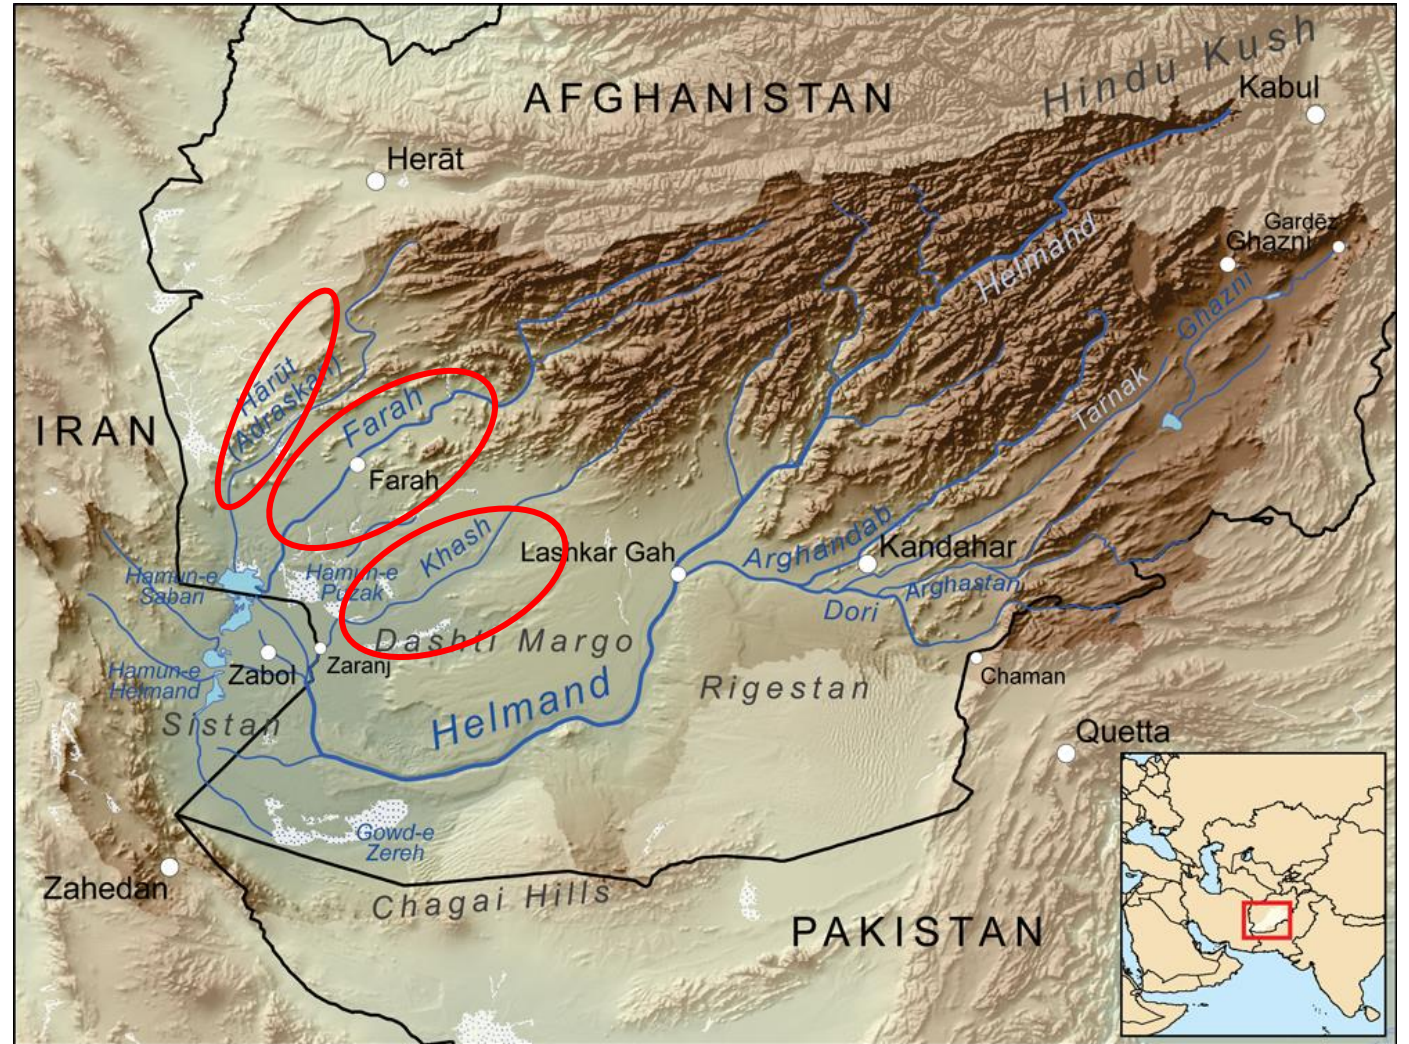 Hindu Kush
AFGHANISTAN
Kabul
Herāt
Gardēz
Ghazni
Helmand
Ghazni
Hārūt
(Adraskan)
Tarnak
IRAN
Farah
Farah
Khash
Lashkar Gah
Arghandab
Kandahar
Hamun-e
Saban
Hamun-e
Puzak
Arghastan
Dori
Dashti Margo
Zabol
Zaranj
Hamun-e
Helmand
Chaman
Rigestan
Sistan
Helmand
Quetta
Gowd-e
Zereh
Zahedan
Chagai Hills
PAKISTAN